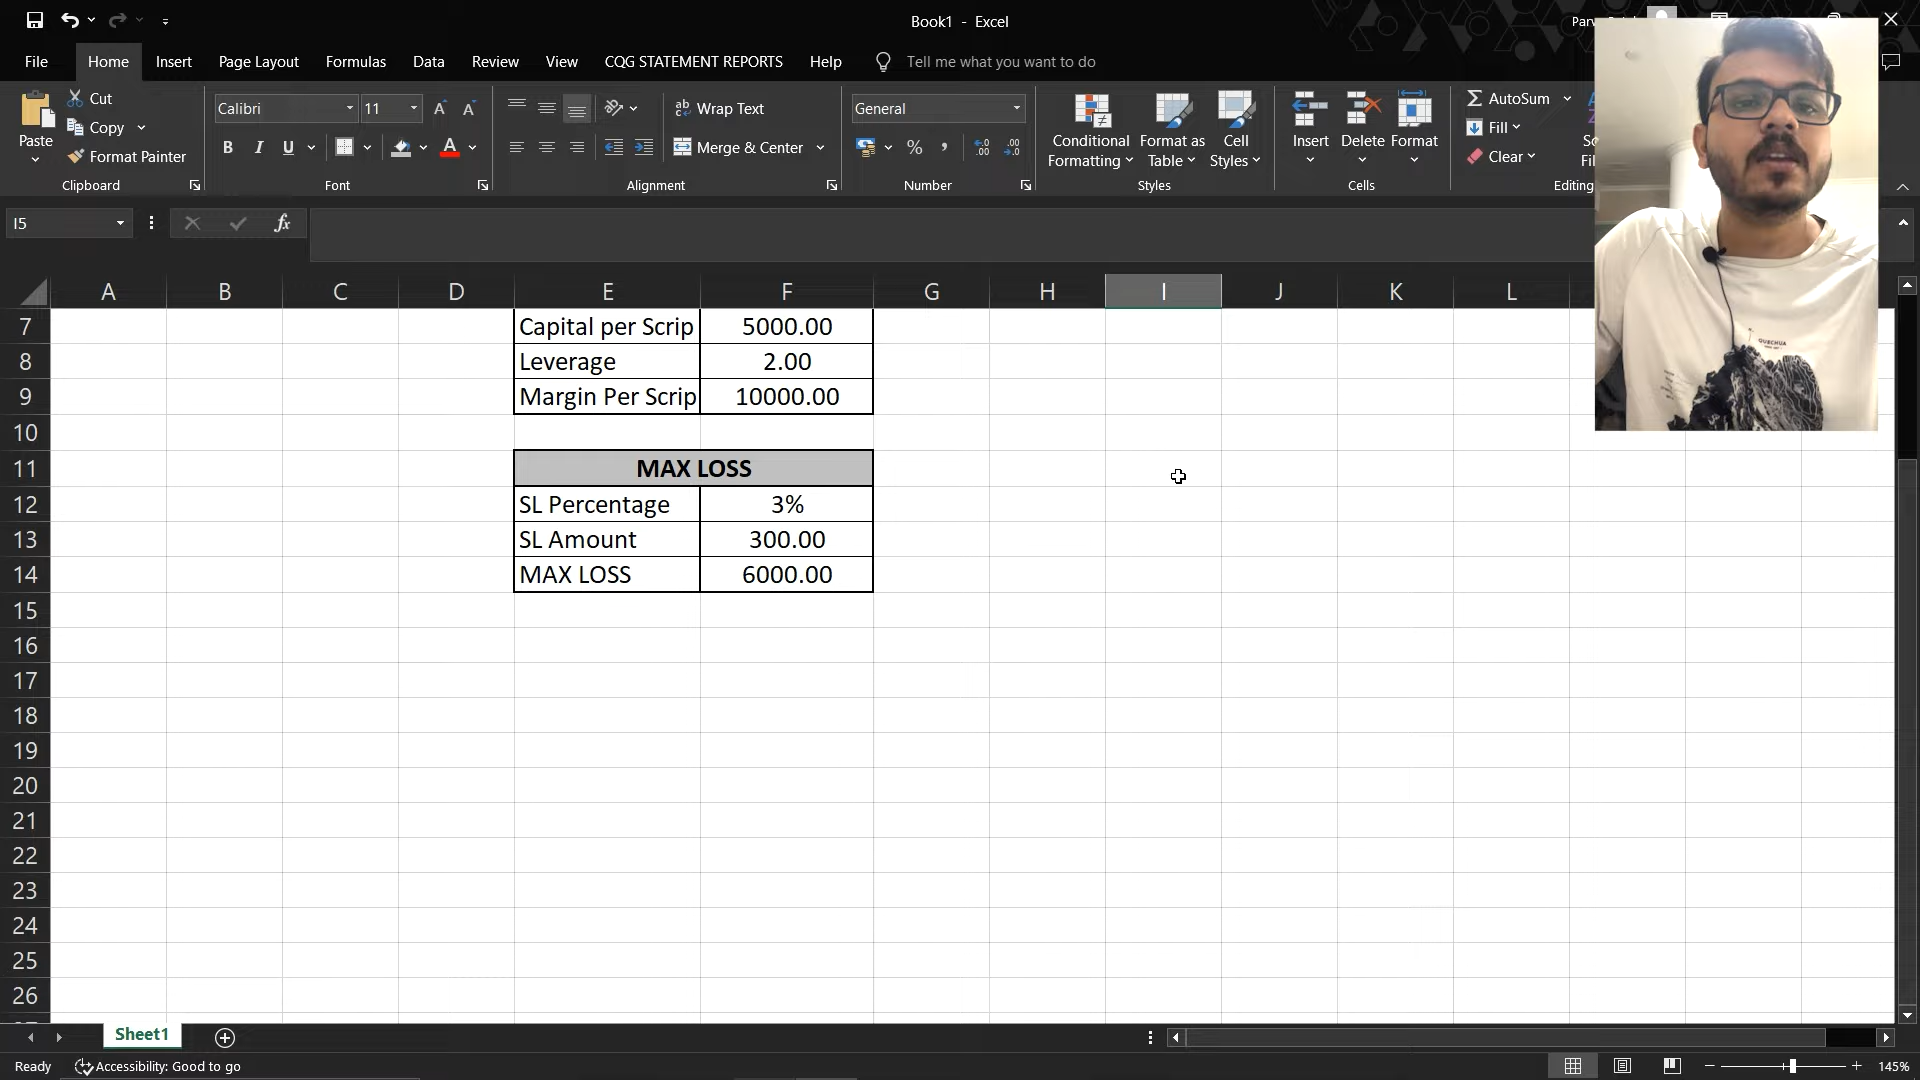 Book1 - Excel
File Home Insert Page Layout Formulas Data Review View CQG STATEMENT REPORTS Help Tell me what you want to do
Paste
Cut
Copy
Format Painter
Clipboard
Calibri 11
B I U
Font
Wrap Text
Merge & Center
Alignment
General
Number
Conditional Formatting
Format as Table
Cell Styles
Styles
Insert
Delete
Format
Cells
AutoSum
Fill
Clear
Editing
I5
fx
A B C D E F G H I J K L
7 Capital per Scrip 5000.00
8 Leverage 2.00
9 Margin Per Scrip 10000.00
10
11 MAX LOSS
12 SL Percentage 3%
13 SL Amount 300.00
14 MAX LOSS 6000.00
15
16
17
18
19
20
21
22
23
24
25
26
Sheet1
Ready Accessibility: Good to go 145%
QUECHUA